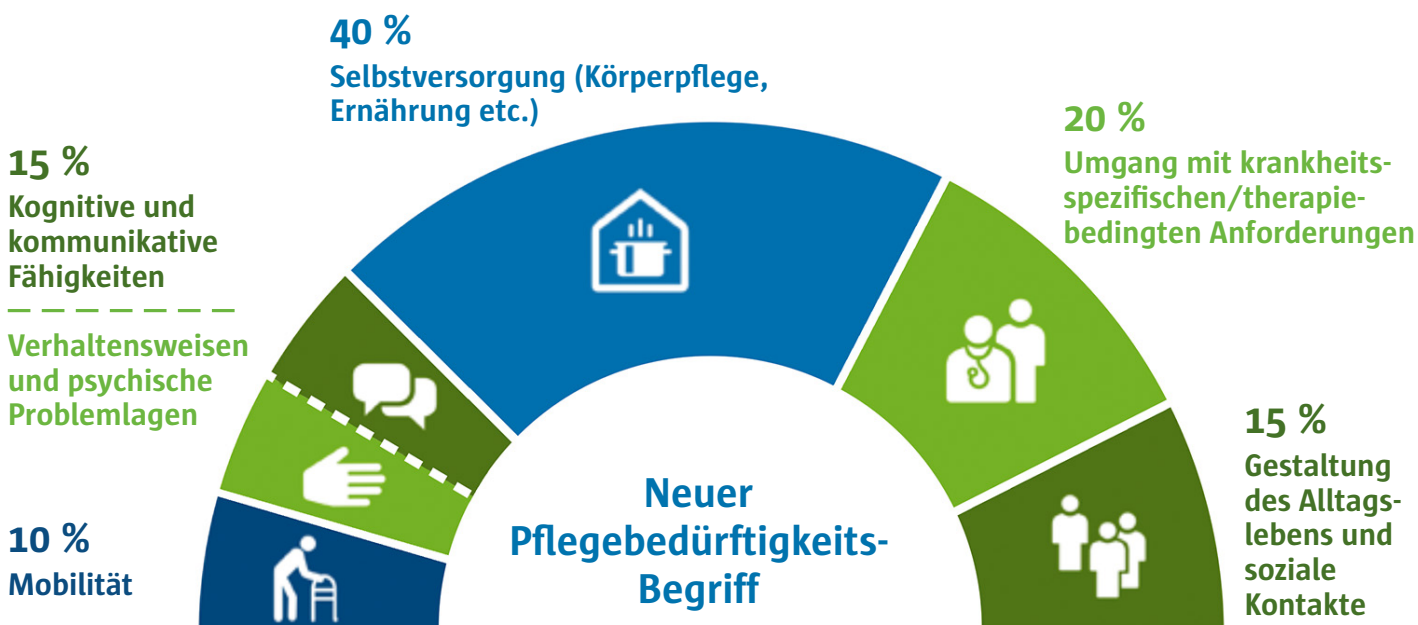 40 %
Selbstversorgung (Körperpflege,
Ernährung etc.)
20 %
Umgang mit krankheits-
spezifischen/therapie-
bedingten Anforderungen
15 %
Kognitive und
kommunikative
Fähigkeiten
Verhaltensweisen
und psychische
Problemlagen
10 %
Mobilität
15 %
Gestaltung
des Alltags-
lebens und
soziale
Kontakte
Neuer
Pflegebedürftigkeits-
Begriff